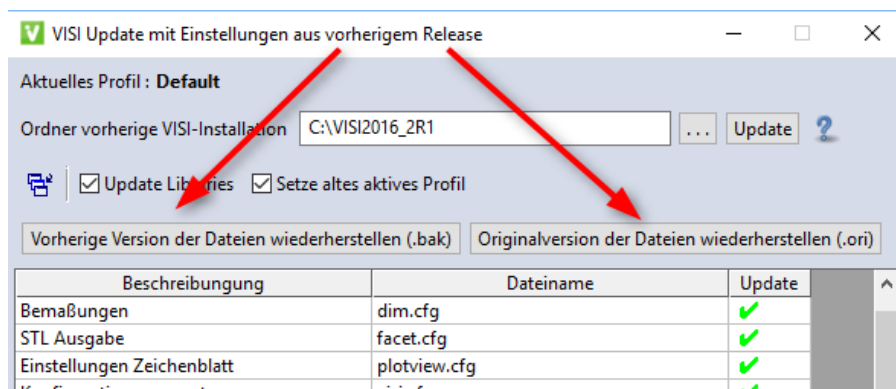 VISI Update mit Einstellungen aus vorherigem Release
Aktuelles Profil : Default
Ordner vorherige VISI-Installation C:\VISI2016_2R1 ... Update ?
Update Libraries Setze altes aktives Profil
Vorherige Version der Dateien wiederherstellen (.bak) Originalversion der Dateien wiederherstellen (.ori)
Beschreibungung Dateiname Update
Bemaßungen dim.cfg
STL Ausgabe facet.cfg
Einstellungen Zeichenblatt plotview.cfg